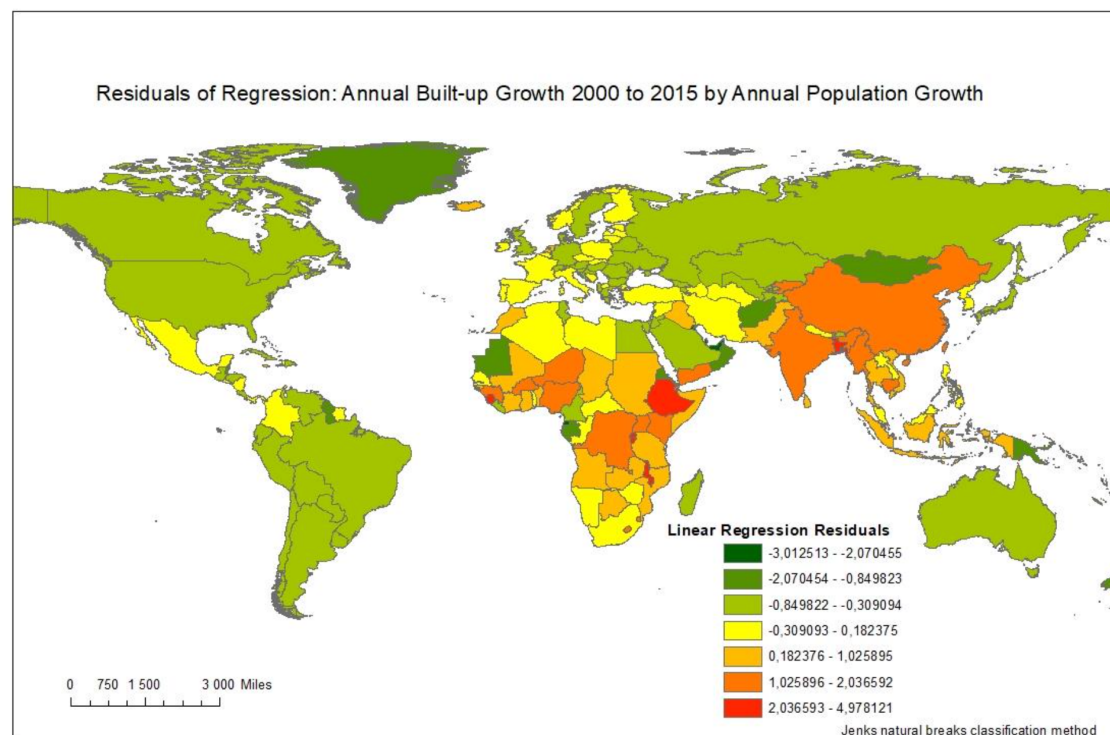 Residuals of Regression: Annual Built-up Growth 2000 to 2015 by Annual Population Growth
Linear Regression Residuals
-3,012513 - -2,070455
-2,070454 - -0,849823
-0,849822 - -0,309094
-0,309093 - 0,182375
0,182376 - 1,025895
1,025896 - 2,036592
2,036593 - 4,978121
0 750 1 500 3 000 Miles
Jenks natural breaks classification method